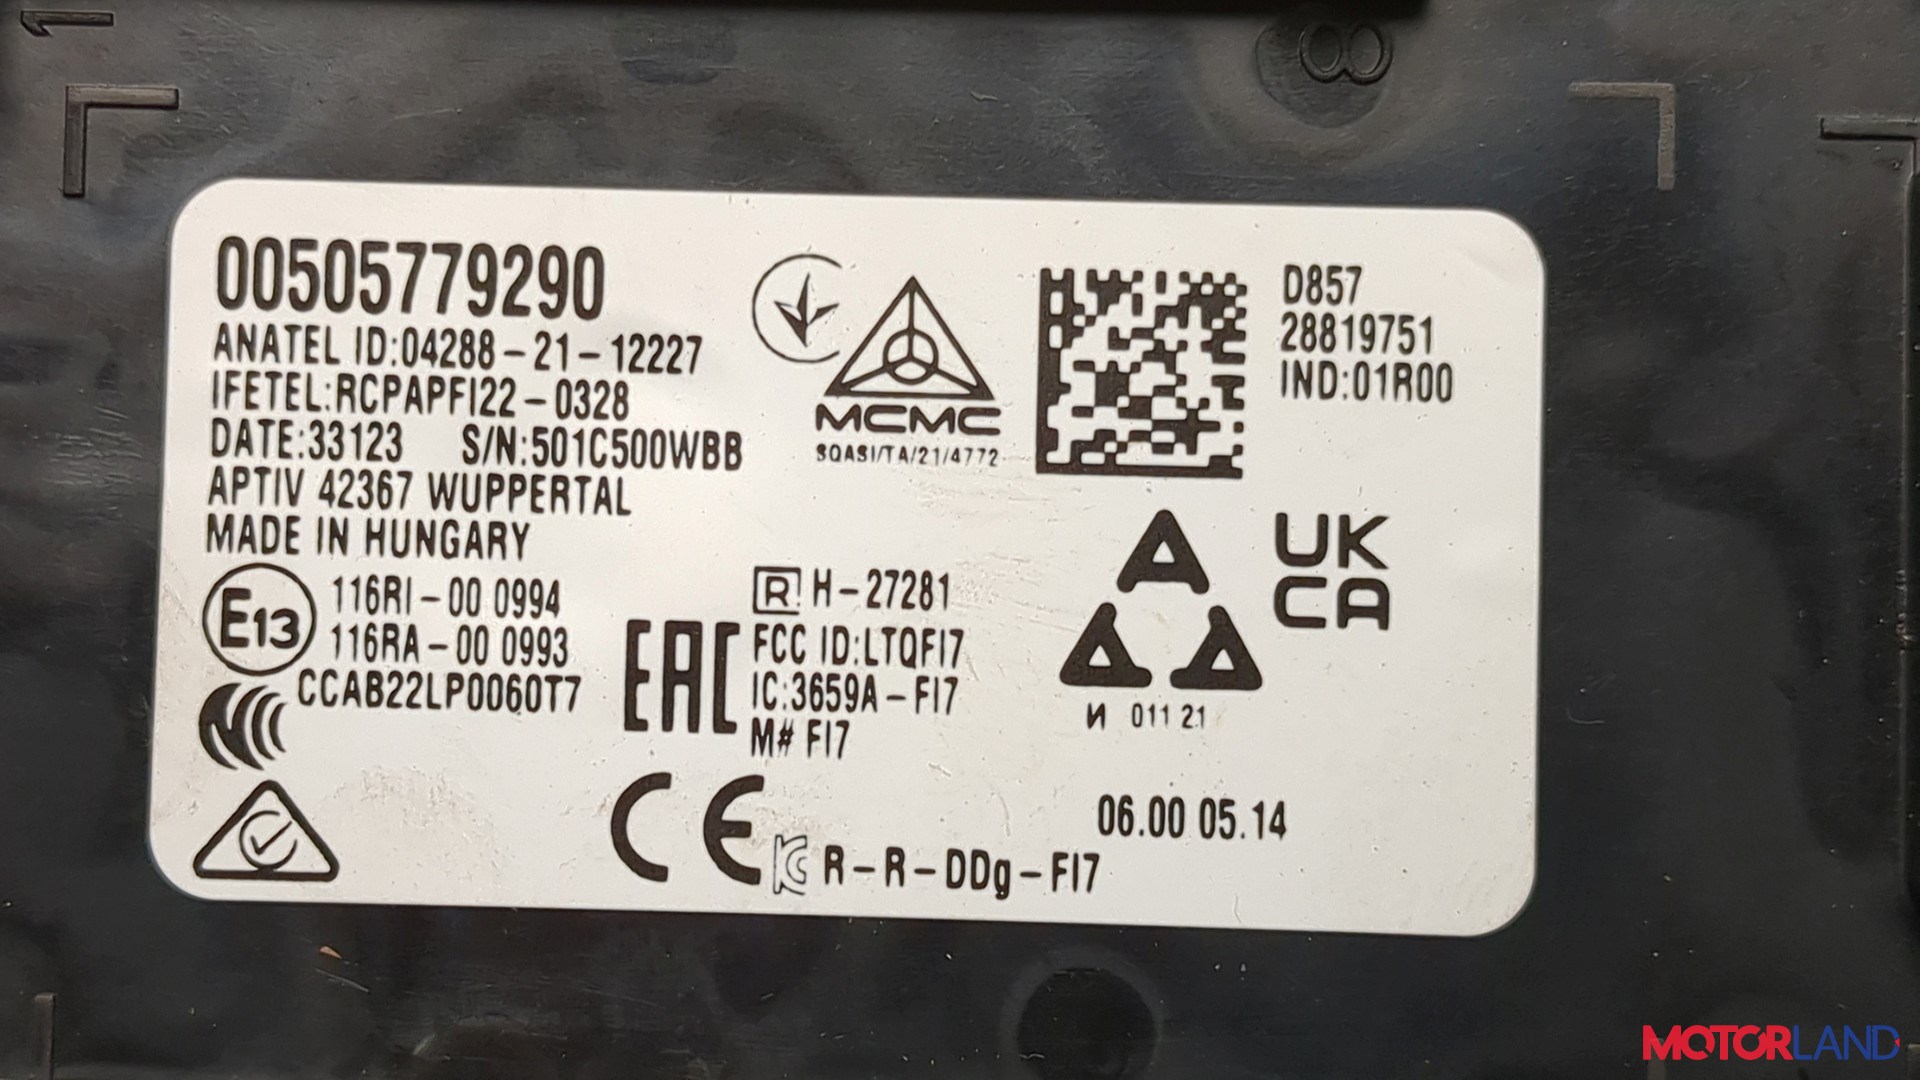 8
00505779290
ANATEL ID:04288-21-12227
IFETEL:RCPAPFI22-0328
DATE:33123 S/N:501C500WBB
APTIV 42367 WUPPERTAL
MADE IN HUNGARY
E13
116RI-00 0994
116RA-00 0993
CCAB22LP0060T7
MCMC
SQASI/TA/21/4772
D857
28819751
IND:01R00
EAC
R H-27281
FCC ID:LTQFI7
IC:3659A-FI7
M# FI7
A
A A
И 011 21
UK
CA
CE
R-R-DDg-FI7
06.00 05.14
MOTORLAND